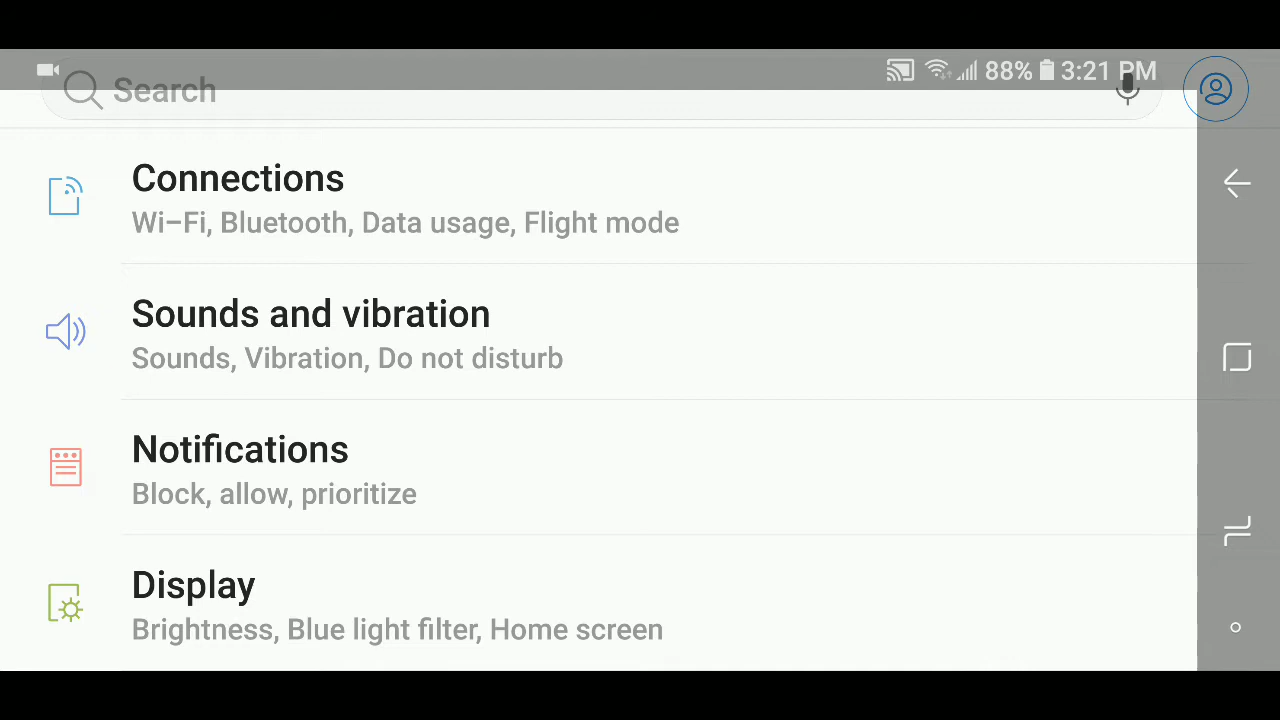 88% 3:21 PM
Search
Connections
Wi-Fi, Bluetooth, Data usage, Flight mode
Sounds and vibration
Sounds, Vibration, Do not disturb
Notifications
Block, allow, prioritize
Display
Brightness, Blue light filter, Home screen